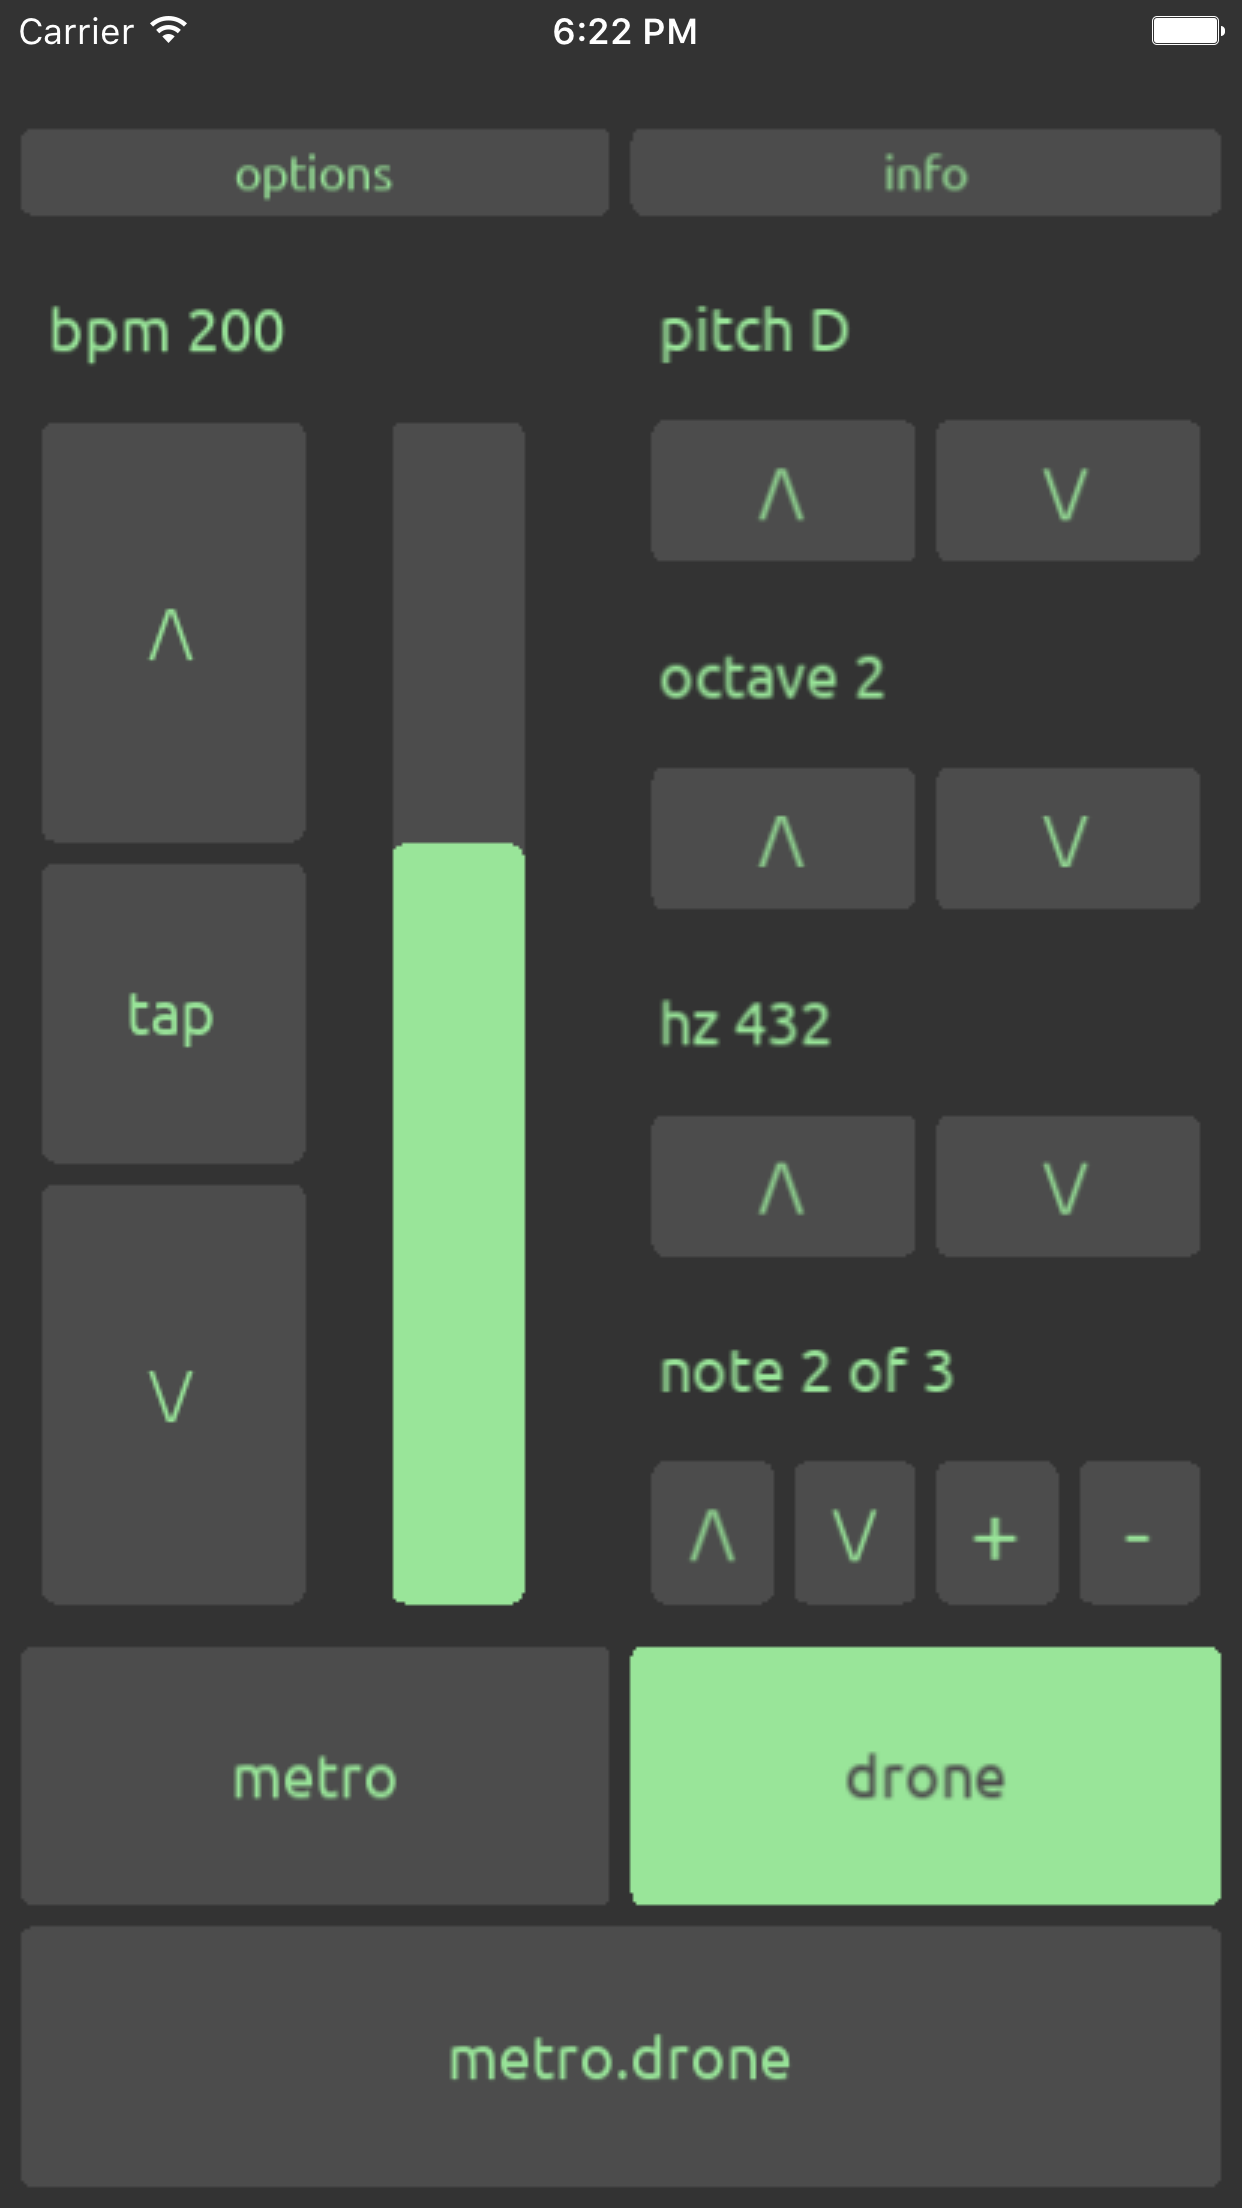 Carrier 6:22 PM
options info
bpm 200 pitch D
Λ V
Λ
octave 2
Λ V
tap
hz 432
Λ V
V
note 2 of 3
Λ V + -
metro drone
metro.drone